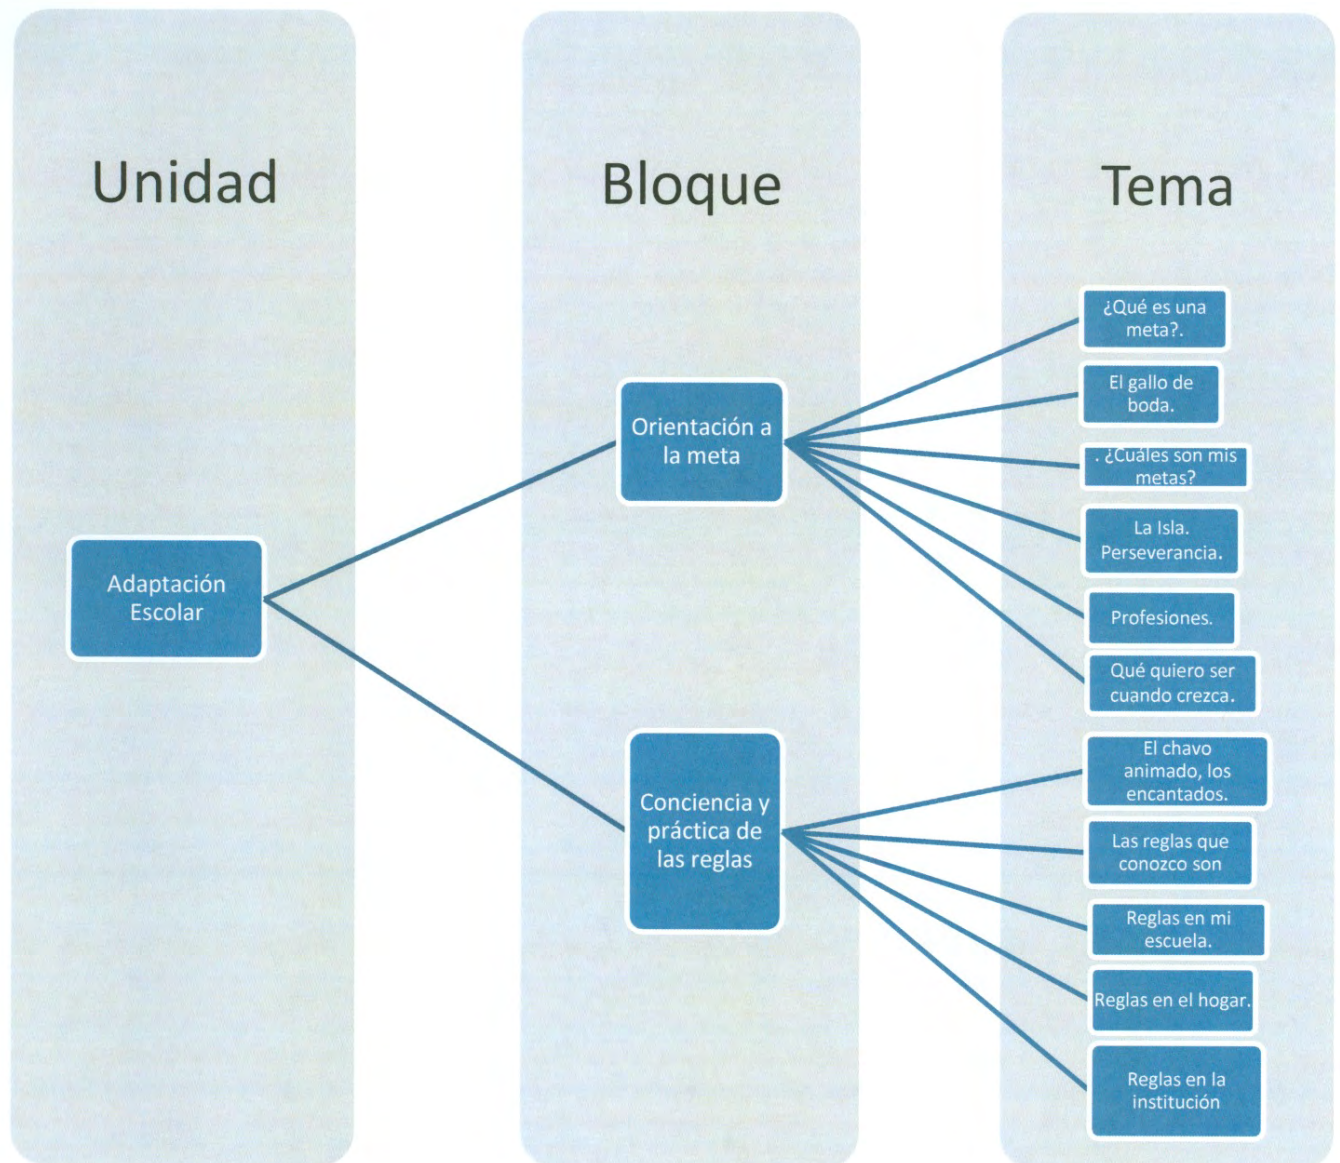 Unidad
Bloque
Tema
Adaptación
Escolar
Orientación a
la meta
Conciencia y
práctica de
las reglas
¿Qué es una
meta?.
El gallo de
boda.
. ¿Cuáles son mis
metas?
La Isla.
Perseverancia.
Profesiones.
Qué quiero ser
cuando crezca.
El chavo
animado, los
encantados.
Las reglas que
conozco son
Reglas en mi
escuela.
Reglas en el hogar.
Reglas en la
institución